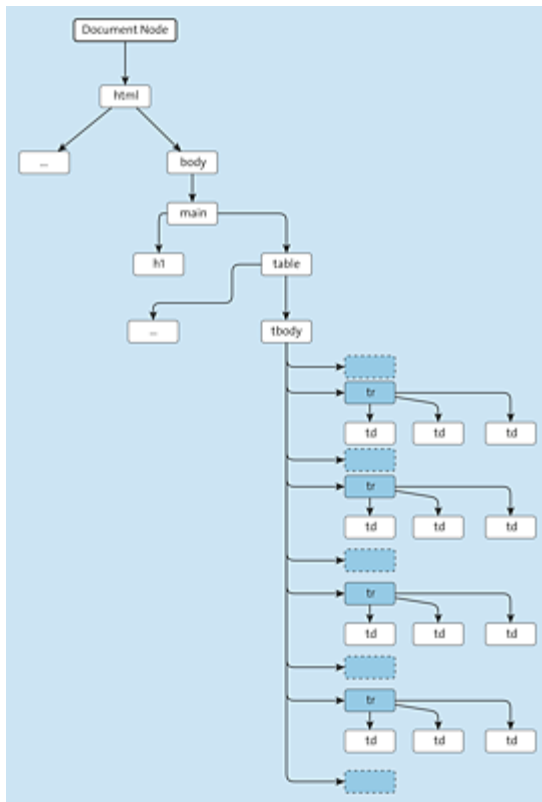 Document Node
html
... body
main
h1 table
... tbody
tr
td td td
tr
td td td
tr
td td td
tr
td td td